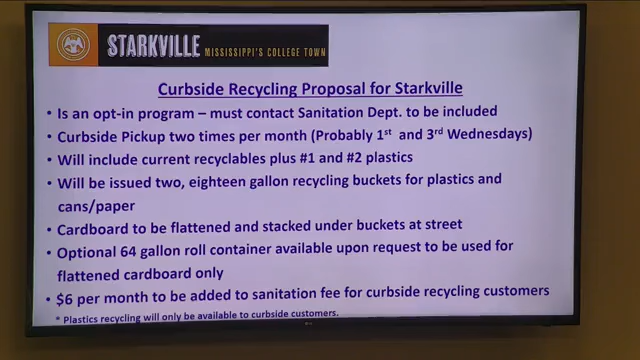 STARKVILLE MISSISSIPPI'S COLLEGE TOWN
Curbside Recycling Proposal for Starkville
• Is an opt-in program – must contact Sanitation Dept. to be included
• Curbside Pickup two times per month (Probably 1st and 3rd Wednesdays)
• Will include current recyclables plus #1 and #2 plastics
• Will be issued two, eighteen gallon recycling buckets for plastics and
cans/paper
• Cardboard to be flattened and stacked under buckets at street
• Optional 64 gallon roll container available upon request to be used for
flattened cardboard only
• $6 per month to be added to sanitation fee for curbside recycling customers
* Plastics recycling will only be available to curbside customers.